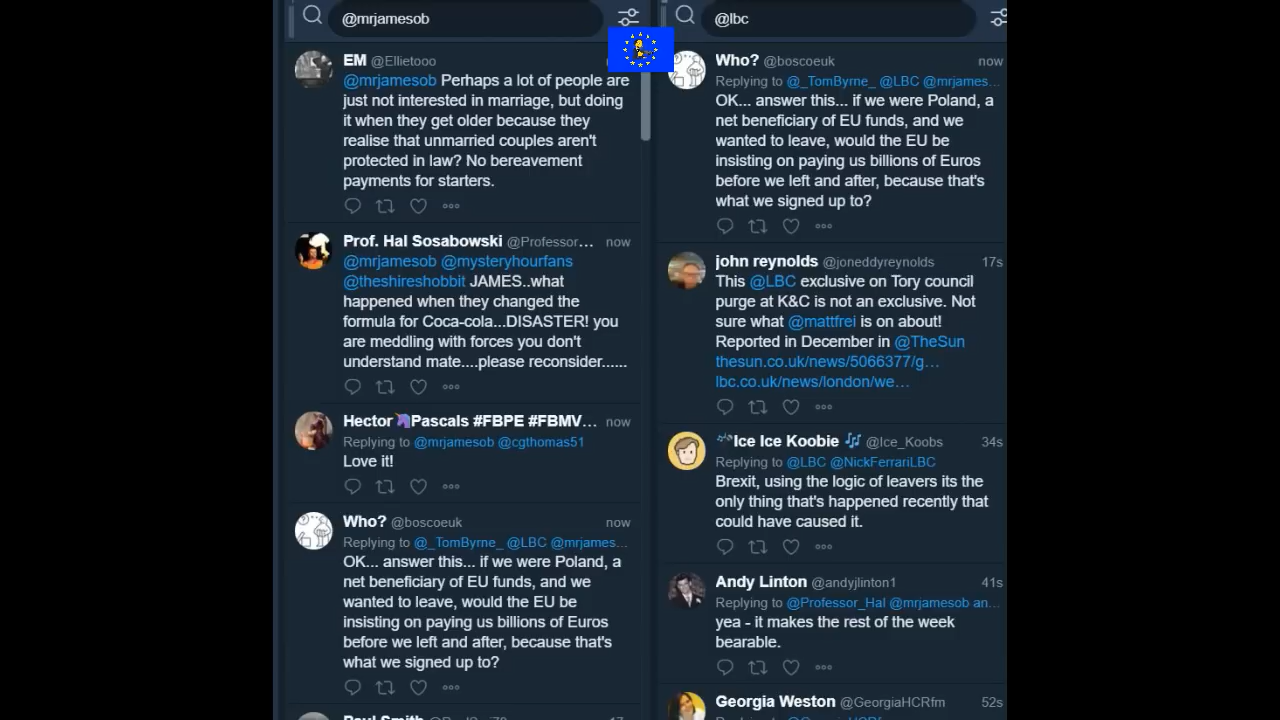 @mrjamesob
EM @Ellietooo
@mrjamesob Perhaps a lot of people are
just not interested in marriage, but doing
it when they get older because they
realise that unmarried couples aren't
protected in law? No bereavement
payments for starters.
Prof. Hal Sosabowski @Professor… now
@mrjamesob @mysteryhourfans
@theshireshobbit JAMES..what
happened when they changed the
formula for Coca-cola...DISASTER! you
are meddling with forces you don't
understand mate....please reconsider......
Hector Pascals #FBPE #FBMV… now
Replying to @mrjamesob @cgthomas51
Love it!
Who? @boscoeuk now
Replying to @_TomByrne_ @LBC @mrjames…
OK... answer this... if we were Poland, a
net beneficiary of EU funds, and we
wanted to leave, would the EU be
insisting on paying us billions of Euros
before we left and after, because that's
what we signed up to?
@lbc
Who? @boscoeuk now
Replying to @_TomByrne_ @LBC @mrjames…
OK... answer this... if we were Poland, a
net beneficiary of EU funds, and we
wanted to leave, would the EU be
insisting on paying us billions of Euros
before we left and after, because that's
what we signed up to?
john reynolds @joneddyreynolds 17s
This @LBC exclusive on Tory council
purge at K&C is not an exclusive. Not
sure what @mattfrei is on about!
Reported in December in @TheSun
thesun.co.uk/news/5066377/g…
lbc.co.uk/news/london/we…
Ice Ice Koobie @Ice_Koobs 34s
Replying to @LBC @NickFerrariLBC
Brexit, using the logic of leavers its the
only thing that's happened recently that
could have caused it.
Andy Linton @andyjlinton1 41s
Replying to @Professor_Hal @mrjamesob an…
yea - it makes the rest of the week
bearable.
Georgia Weston @GeorgiaHCRfm 52s